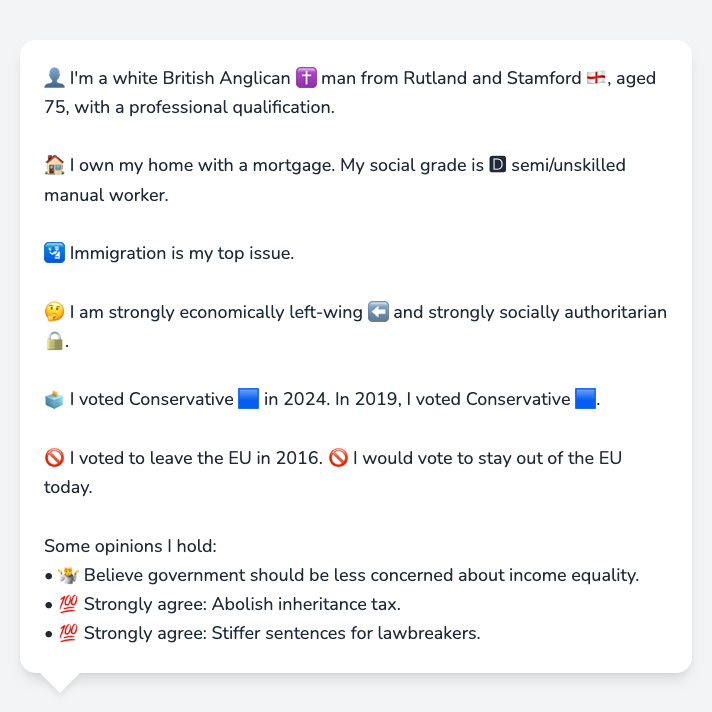 👤 I'm a white British Anglican ✝️ man from Rutland and Stamford 🏴󠁧󠁢󠁥󠁮󠁧󠁿, aged
75, with a professional qualification.
🏠 I own my home with a mortgage. My social grade is 🅳 semi/unskilled
manual worker.
🛂 Immigration is my top issue.
🤔 I am strongly economically left-wing ⬅️ and strongly socially authoritarian
🔒.
🗳️ I voted Conservative 🟦 in 2024. In 2019, I voted Conservative 🟦.
🚫 I voted to leave the EU in 2016. 🚫 I would vote to stay out of the EU
today.
Some opinions I hold:
• 🤷 Believe government should be less concerned about income equality.
• 💯 Strongly agree: Abolish inheritance tax.
• 💯 Strongly agree: Stiffer sentences for lawbreakers.